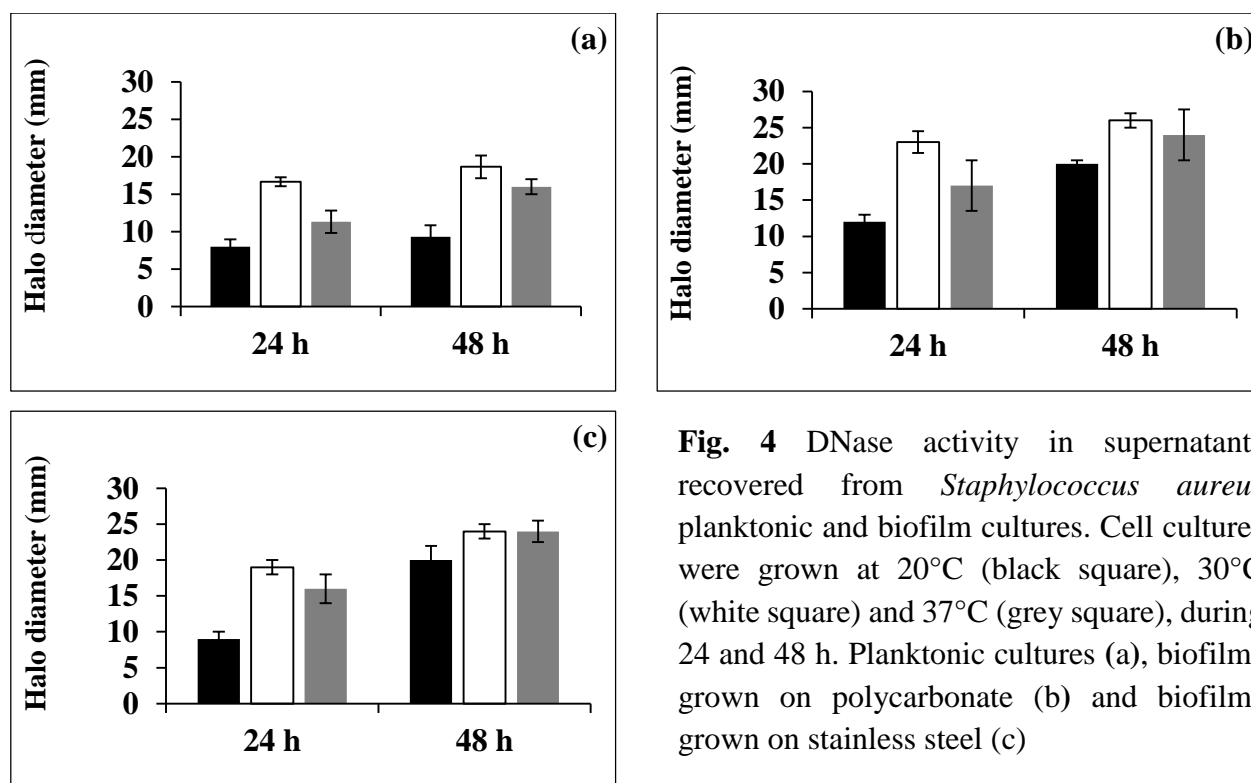 (a)
Halo diameter (mm)
30
25
20
15
10
5
0
24 h 48 h
(b)
Halo diameter (mm)
30
25
20
15
10
5
0
24 h 48 h
(c)
Halo diameter (mm)
30
25
20
15
10
5
0
24 h 48 h
Fig. 4 DNase activity in supernatant
recovered from Staphylococcus aureu
planktonic and biofilm cultures. Cell culture
were grown at 20°C (black square), 30°C
(white square) and 37°C (grey square), during
24 and 48 h. Planktonic cultures (a), biofilm
grown on polycarbonate (b) and biofilm
grown on stainless steel (c)